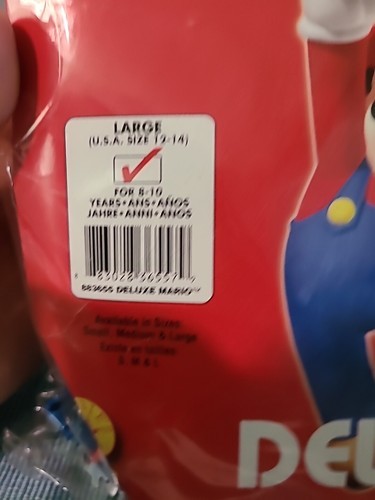 LARGE
(U.S.A. SIZE 12-14)
FOR 8-10
YEARS•ANS•AÑOS
JAHRE•ANNI•AÑOS
883655 DELUXE MARIO™
Available in Sizes
Small, Medium & Large
S, M & L
DEL